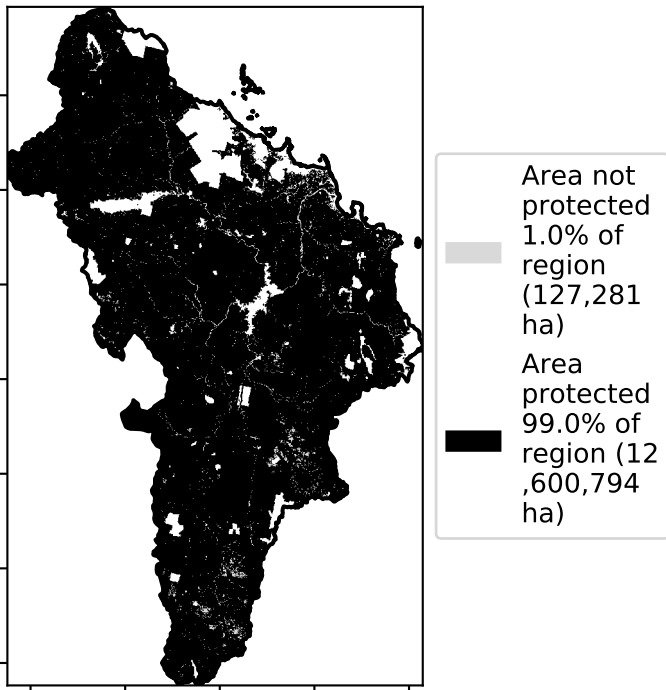 Area not
protected
1.0% of
region
(127,281
ha)
Area
protected
99.0% of
region (12
,600,794
ha)